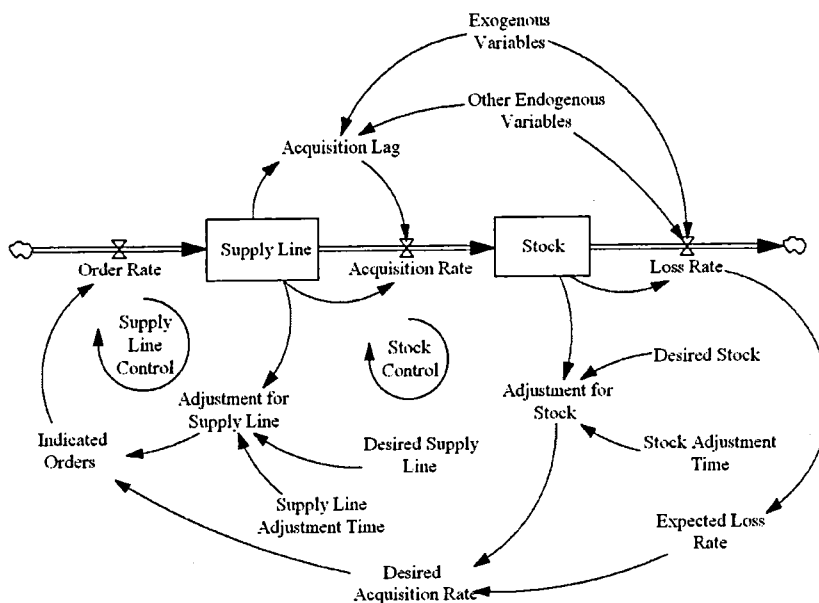 Exogenous
Variables
Other Endogenous
Variables
Acquisition Lag
Supply Line
Stock
Order Rate
Acquisition Rate
Loss Rate
Supply
Line
Control
Stock
Control
Desired Stock
Adjustment for
Supply Line
Adjustment for
Stock
Indicated
Orders
Desired Supply
Line
Stock Adjustment
Time
Supply Line
Adjustment Time
Expected Loss
Rate
Desired
Acquisition Rate